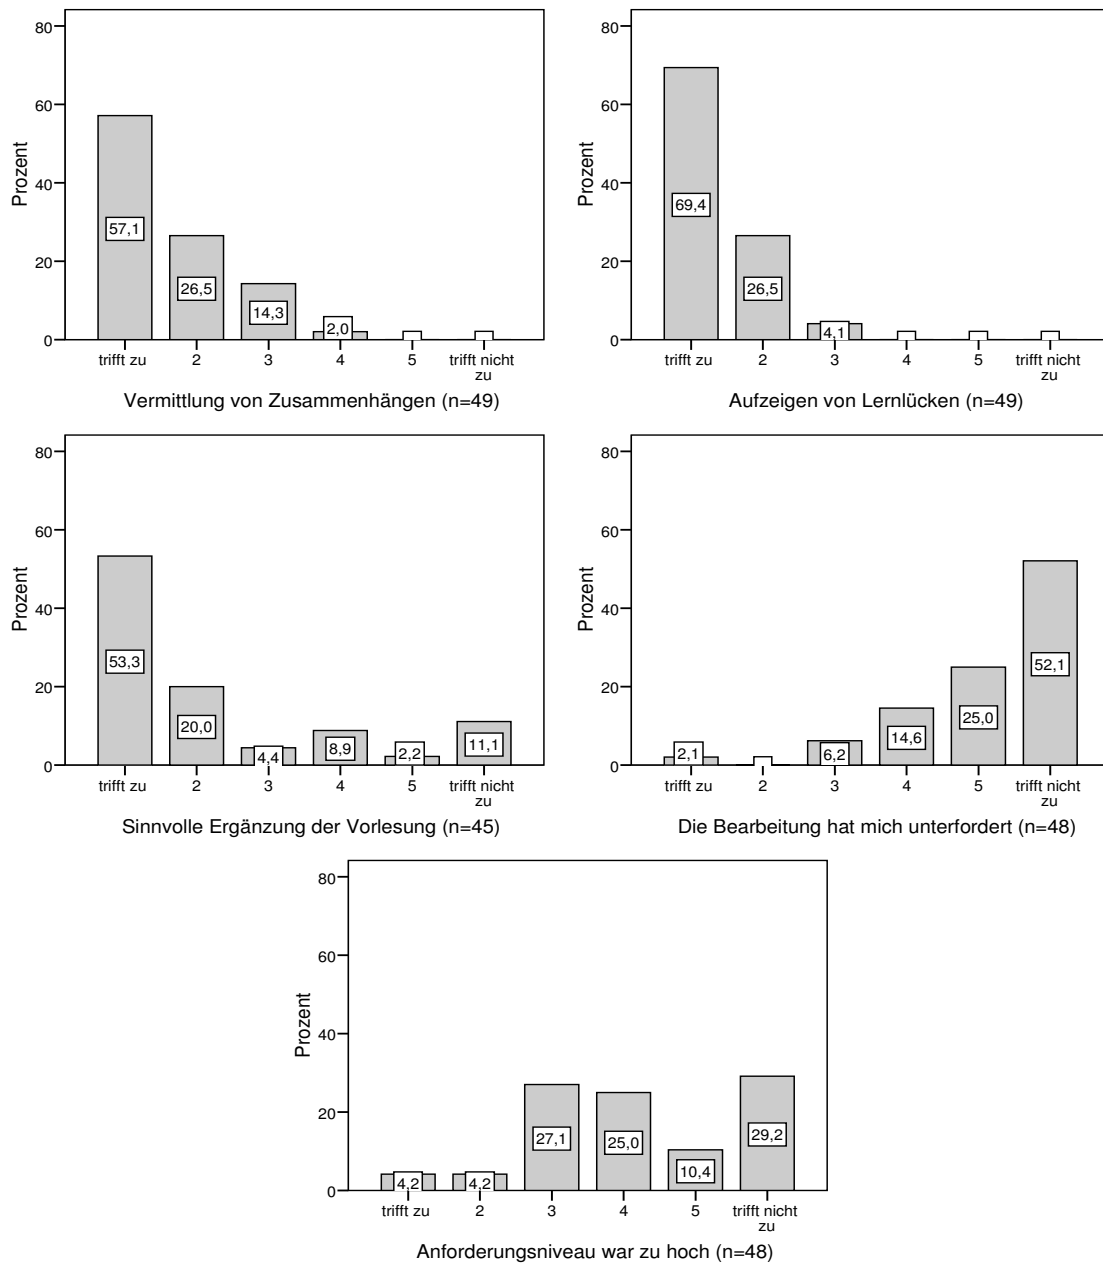 80
60
40
20
0
Prozent
57,1
26,5
14,3
2,0
trifft zu
2
3
4
5
trifft nicht
zu
Vermittlung von Zusammenhängen (n=49)
80
60
40
20
0
Prozent
69,4
26,5
4,1
trifft zu
2
3
4
5
trifft nicht
zu
Aufzeigen von Lernlücken (n=49)
80
60
40
20
0
Prozent
53,3
20,0
4,4
8,9
2,2
11,1
trifft zu
2
3
4
5
trifft nicht
zu
Sinnvolle Ergänzung der Vorlesung (n=45)
80
60
40
20
0
Prozent
2,1
6,2
14,6
25,0
52,1
trifft zu
2
3
4
5
trifft nicht
zu
Die Bearbeitung hat mich unterfordert (n=48)
80
60
40
20
0
Prozent
4,2
4,2
27,1
25,0
10,4
29,2
trifft zu
2
3
4
5
trifft nicht
zu
Anforderungsniveau war zu hoch (n=48)